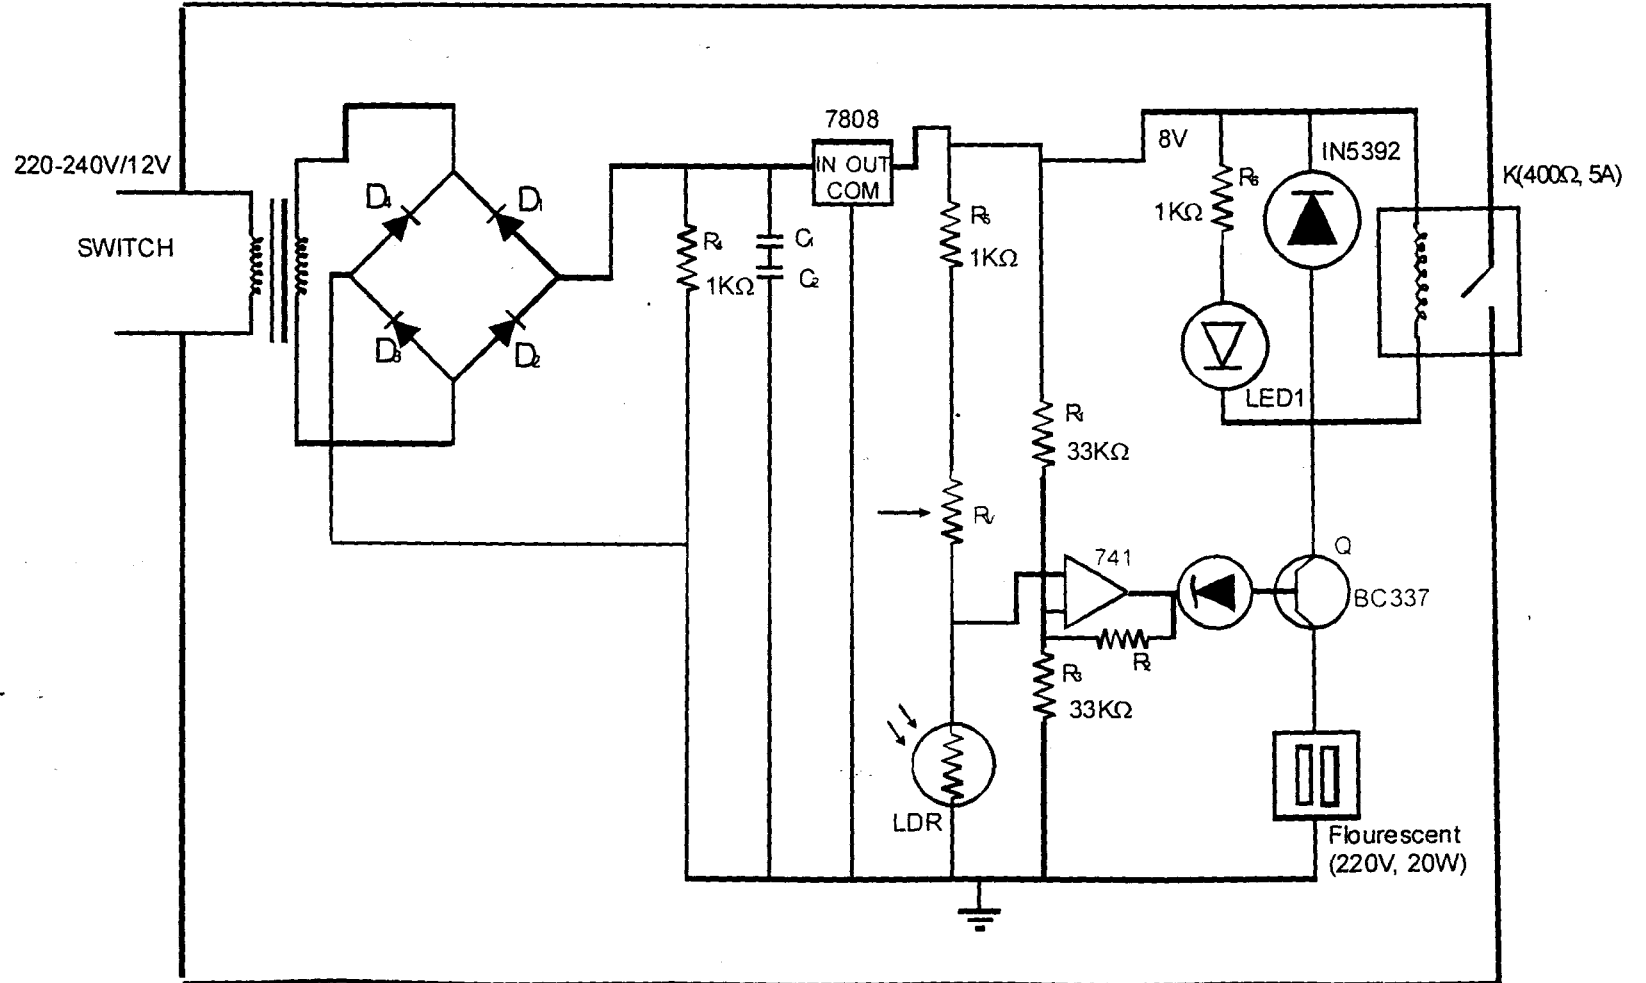 220-240V/12V
SWITCH
D4
D1
D3
D2
R4
1KΩ
C1
C2
7808
IN OUT
COM
R5
1KΩ
Rv
LDR
R1
33KΩ
741
R2
R3
33KΩ
8V
R6
1KΩ
LED1
IN5392
K(400Ω, 5A)
Q
BC337
Flourescent
(220V, 20W)